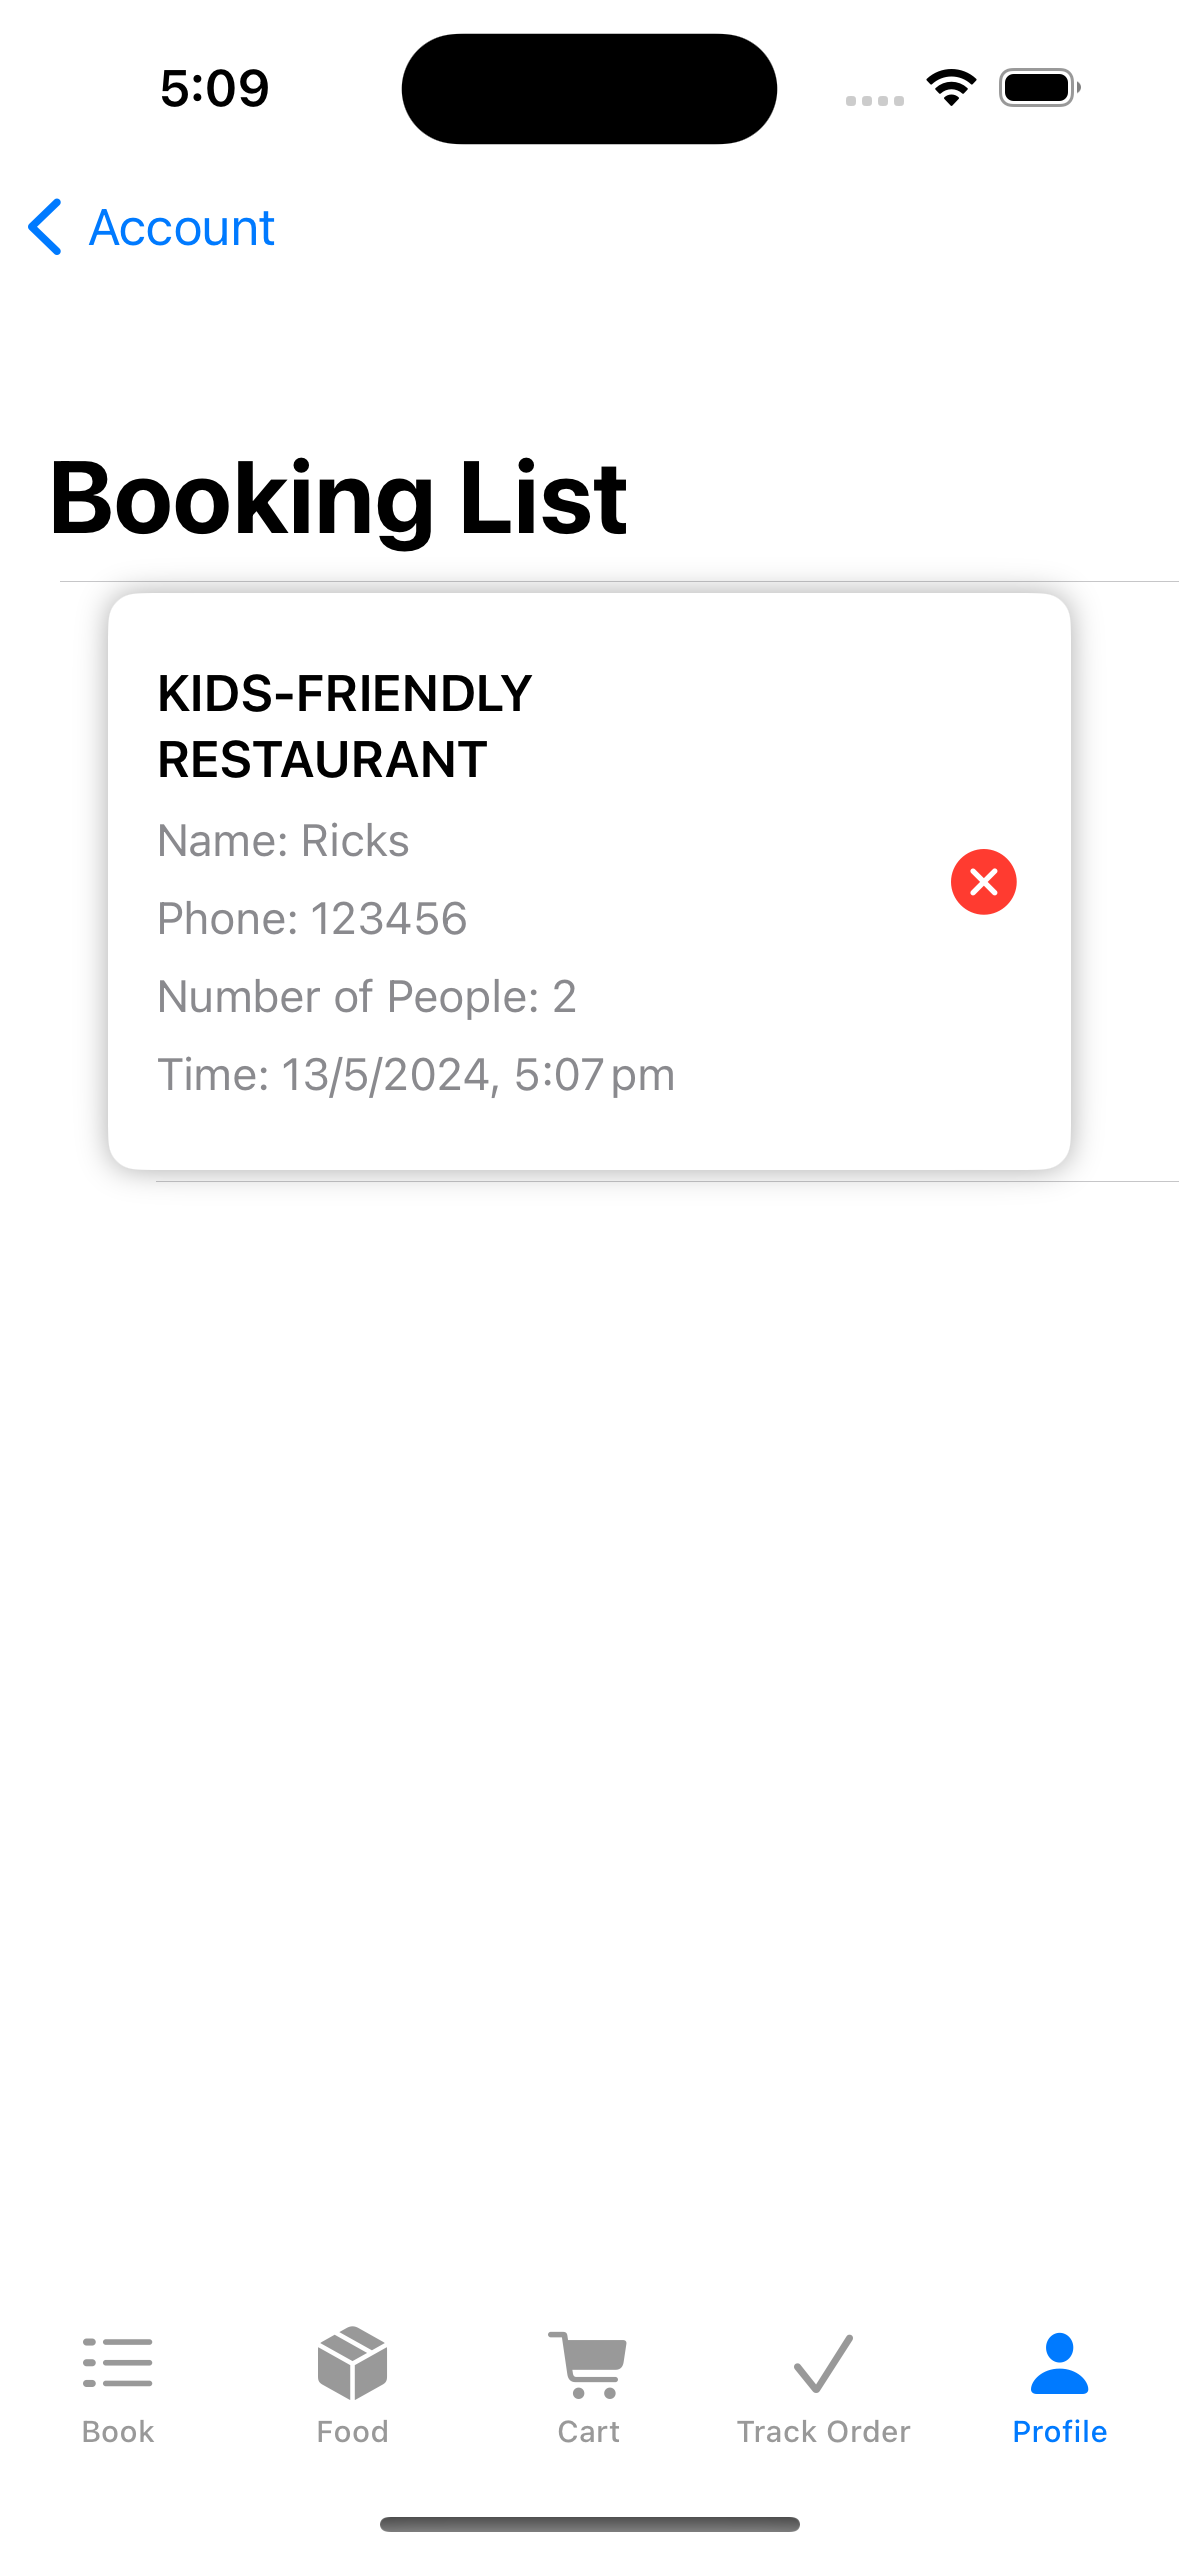 5:09
Account
Booking List
KIDS-FRIENDLY
RESTAURANT
Name: Ricks
Phone: 123456
Number of People: 2
Time: 13/5/2024, 5:07 pm
Book
Food
Cart
Track Order
Profile